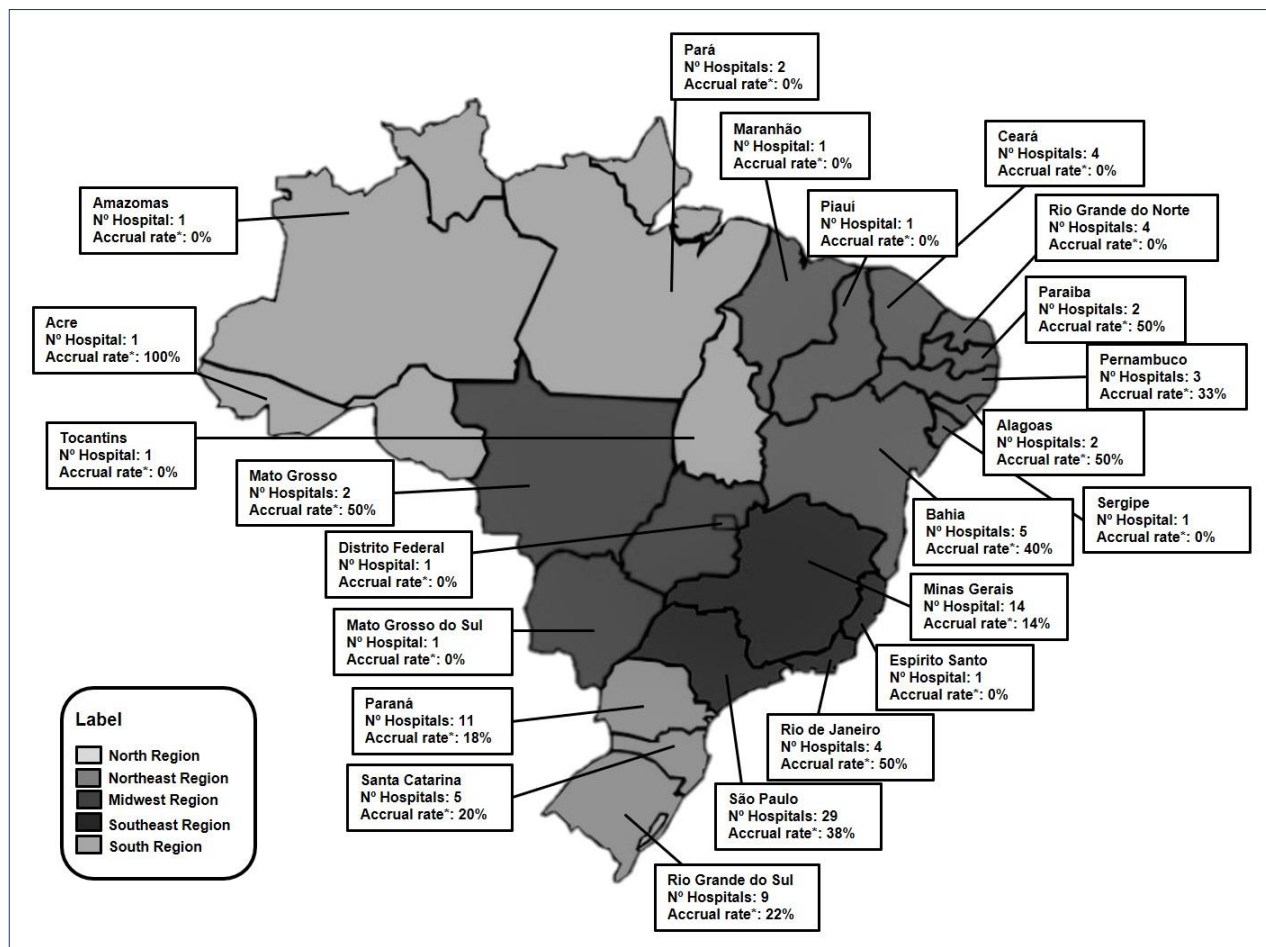 Pará
Nº Hospitals: 2
Accrual rate*: 0%
Maranhão
Nº Hospital: 1
Accrual rate*: 0%
Ceará
Nº Hospitals: 4
Accrual rate*: 0%
Amazomas
Nº Hospital: 1
Accrual rate*: 0%
Piauí
Nº Hospital: 1
Accrual rate*: 0%
Rio Grande do Norte
Nº Hospitals: 4
Accrual rate*: 0%
Paraiba
Nº Hospitals: 2
Accrual rate*: 50%
Acre
Nº Hospital: 1
Accrual rate*: 100%
Pernambuco
Nº Hospitals: 3
Accrual rate*: 33%
Tocantins
Nº Hospital: 1
Accrual rate*: 0%
Alagoas
Nº Hospitals: 2
Accrual rate*: 50%
Mato Grosso
Nº Hospitals: 2
Accrual rate*: 50%
Sergipe
Nº Hospital: 1
Accrual rate*: 0%
Bahia
Nº Hospitals: 5
Accrual rate*: 40%
Distrito Federal
Nº Hospital: 1
Accrual rate*: 0%
Minas Gerais
Nº Hospital: 14
Accrual rate*: 14%
Mato Grosso do Sul
Nº Hospital: 1
Accrual rate*: 0%
Espírito Santo
Nº Hospital: 1
Accrual rate*: 0%
Paraná
Nº Hospitals: 11
Accrual rate*: 18%
Rio de Janeiro
Nº Hospitals: 4
Accrual rate*: 50%
Santa Catarina
Nº Hospitals: 5
Accrual rate*: 20%
São Paulo
Nº Hospitals: 29
Accrual rate*: 38%
Rio Grande do Sul
Nº Hospitals: 9
Accrual rate*: 22%
Label
North Region
Northeast Region
Midwest Region
Southeast Region
South Region